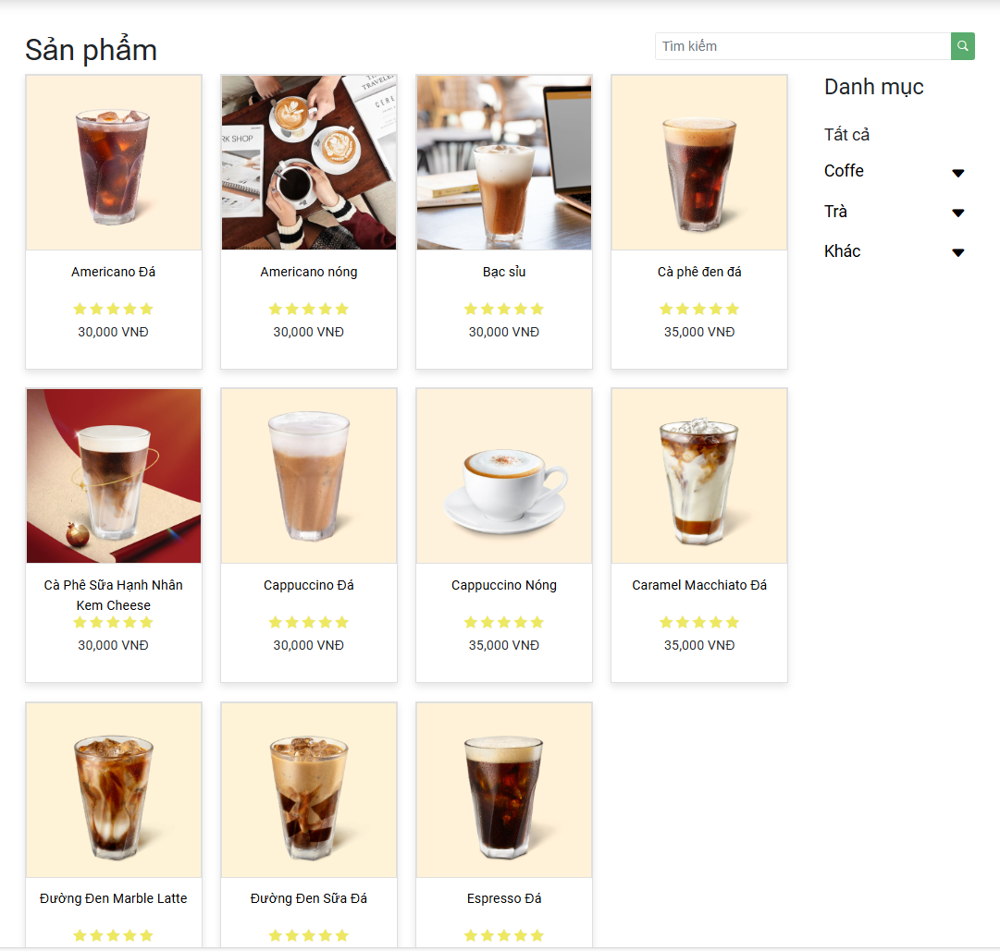 Sản phẩm
Tìm kiếm
Danh mục
Tất cả
Coffe
Trà
Khác
Americano Đá
30,000 VNĐ
Americano nóng
30,000 VNĐ
Bạc sỉu
30,000 VNĐ
Cà phê đen đá
35,000 VNĐ
Cà Phê Sữa Hạnh Nhân
Kem Cheese
30,000 VNĐ
Cappuccino Đá
30,000 VNĐ
Cappuccino Nóng
35,000 VNĐ
Caramel Macchiato Đá
35,000 VNĐ
Đường Đen Marble Latte
Đường Đen Sữa Đá
Espresso Đá